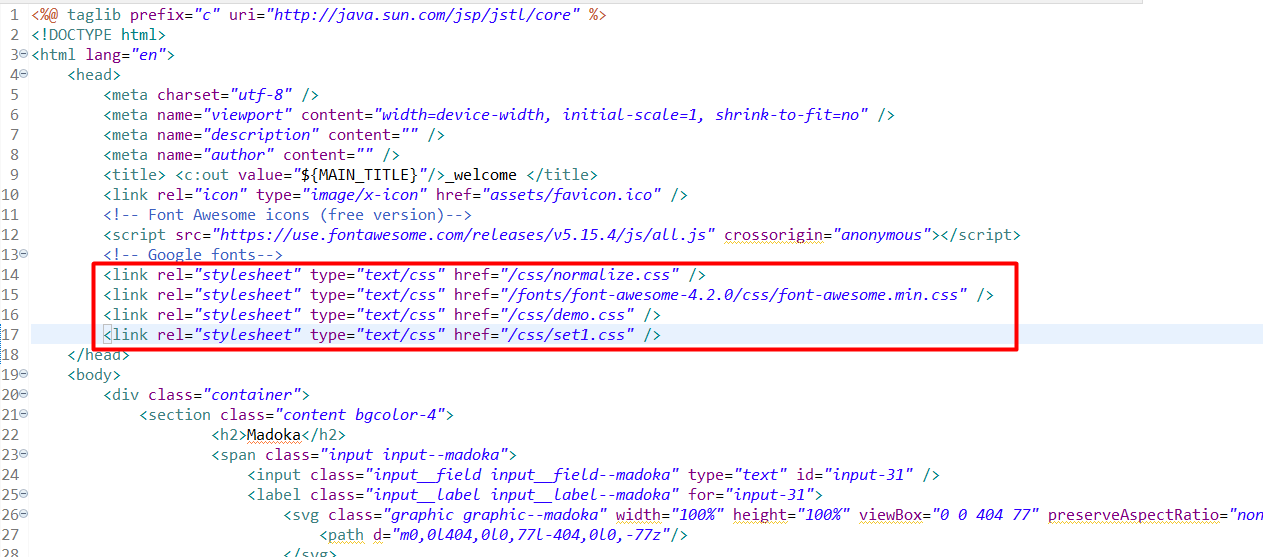 1 <%@ taglib prefix="c" uri="http://java.sun.com/jsp/jstl/core" %>
2 <!DOCTYPE html>
3 <html lang="en">
4 <head>
5 <meta charset="utf-8" />
6 <meta name="viewport" content="width=device-width, initial-scale=1, shrink-to-fit=no" />
7 <meta name="description" content="" />
8 <meta name="author" content="" />
9 <title> <c:out value="${MAIN_TITLE}"/>_welcome </title>
10 <link rel="icon" type="image/x-icon" href="assets/favicon.ico" />
11 <!-- Font Awesome icons (free version)-->
12 <script src="https://use.fontawesome.com/releases/v5.15.4/js/all.js" crossorigin="anonymous"></script>
13 <!-- Google fonts-->
14 <link rel="stylesheet" type="text/css" href="/css/normalize.css" />
15 <link rel="stylesheet" type="text/css" href="/fonts/font-awesome-4.2.0/css/font-awesome.min.css" />
16 <link rel="stylesheet" type="text/css" href="/css/demo.css" />
17 <link rel="stylesheet" type="text/css" href="/css/set1.css" />
18 </head>
19 <body>
20 <div class="container">
21 <section class="content bgcolor-4">
22 <h2>Madoka</h2>
23 <span class="input input--madoka">
24 <input class="input__field input__field--madoka" type="text" id="input-31" />
25 <label class="input__label input__label--madoka" for="input-31">
26 <svg class="graphic graphic--madoka" width="100%" height="100%" viewBox="0 0 404 77" preserveAspectRatio="non
27 <path d="m0,0l404,0l0,77l-404,0l0,-77z"/>
28 </svg>